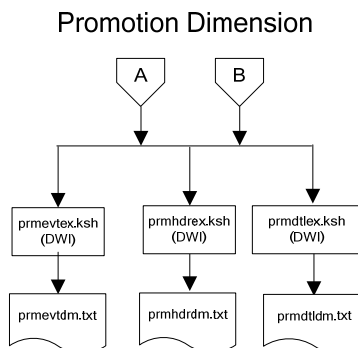 Promotion Dimension
A
B
prmevtex.ksh
(DWI)
prmhdrex.ksh
(DWI)
prmdtlex.ksh
(DWI)
prmevtdm.txt
prmhdrdm.txt
prmdtldm.txt